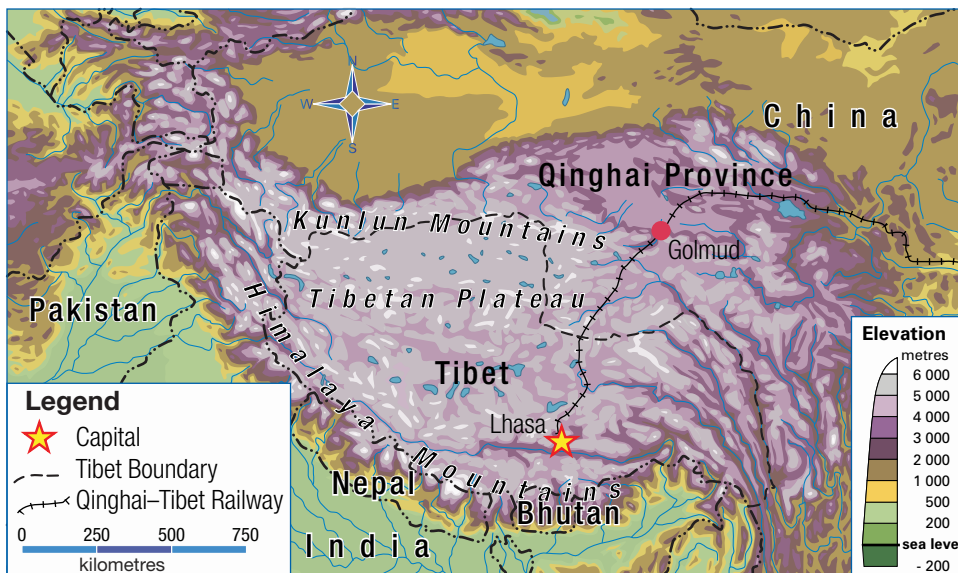 N
W
E
S
China
Qinghai Province
Kunlun Mountains
Golmud
Tibetan Plateau
Pakistan
Himalaya Mountains
Tibet
Lhasa
Nepal
Bhutan
India
Legend
Capital
Tibet Boundary
Qinghai–Tibet Railway
0 250 500 750
kilometres
Elevation
metres
6 000
5 000
4 000
3 000
2 000
1 000
500
200
sea level
- 200